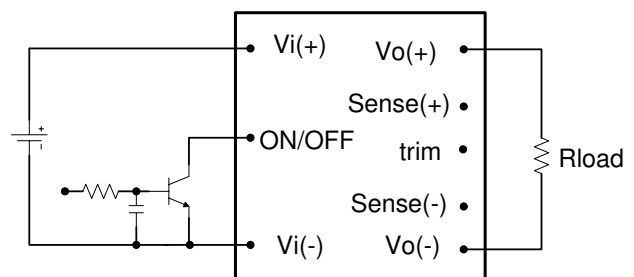 Vi(+)
Vo(+)
Sense(+)
ON/OFF
trim
Rload
Sense(-)
Vi(-)
Vo(-)
+
-